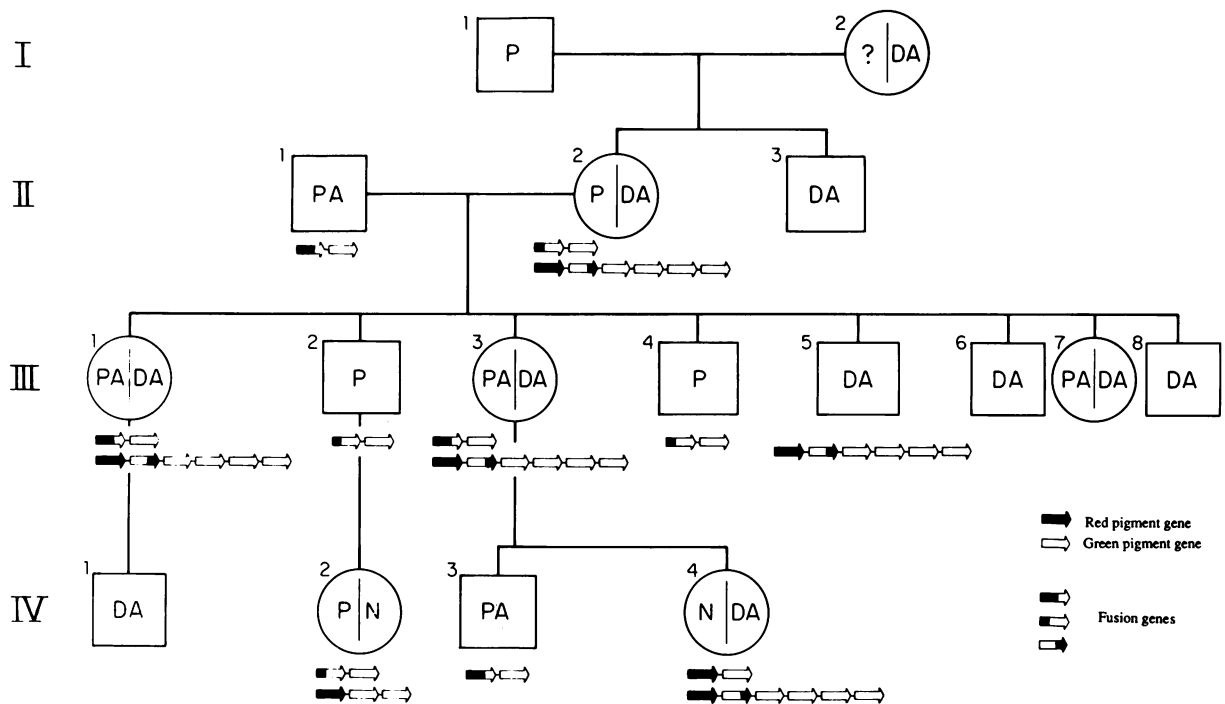 I
1
P
2
? DA
II
1
PA
2
P DA
3
DA
III
1
PA DA
2
P
3
PA DA
4
P
5
DA
6
DA
7
PA DA
8
DA
Red pigment gene
Green pigment gene
Fusion genes
IV
1
DA
2
P N
3
PA
4
N DA